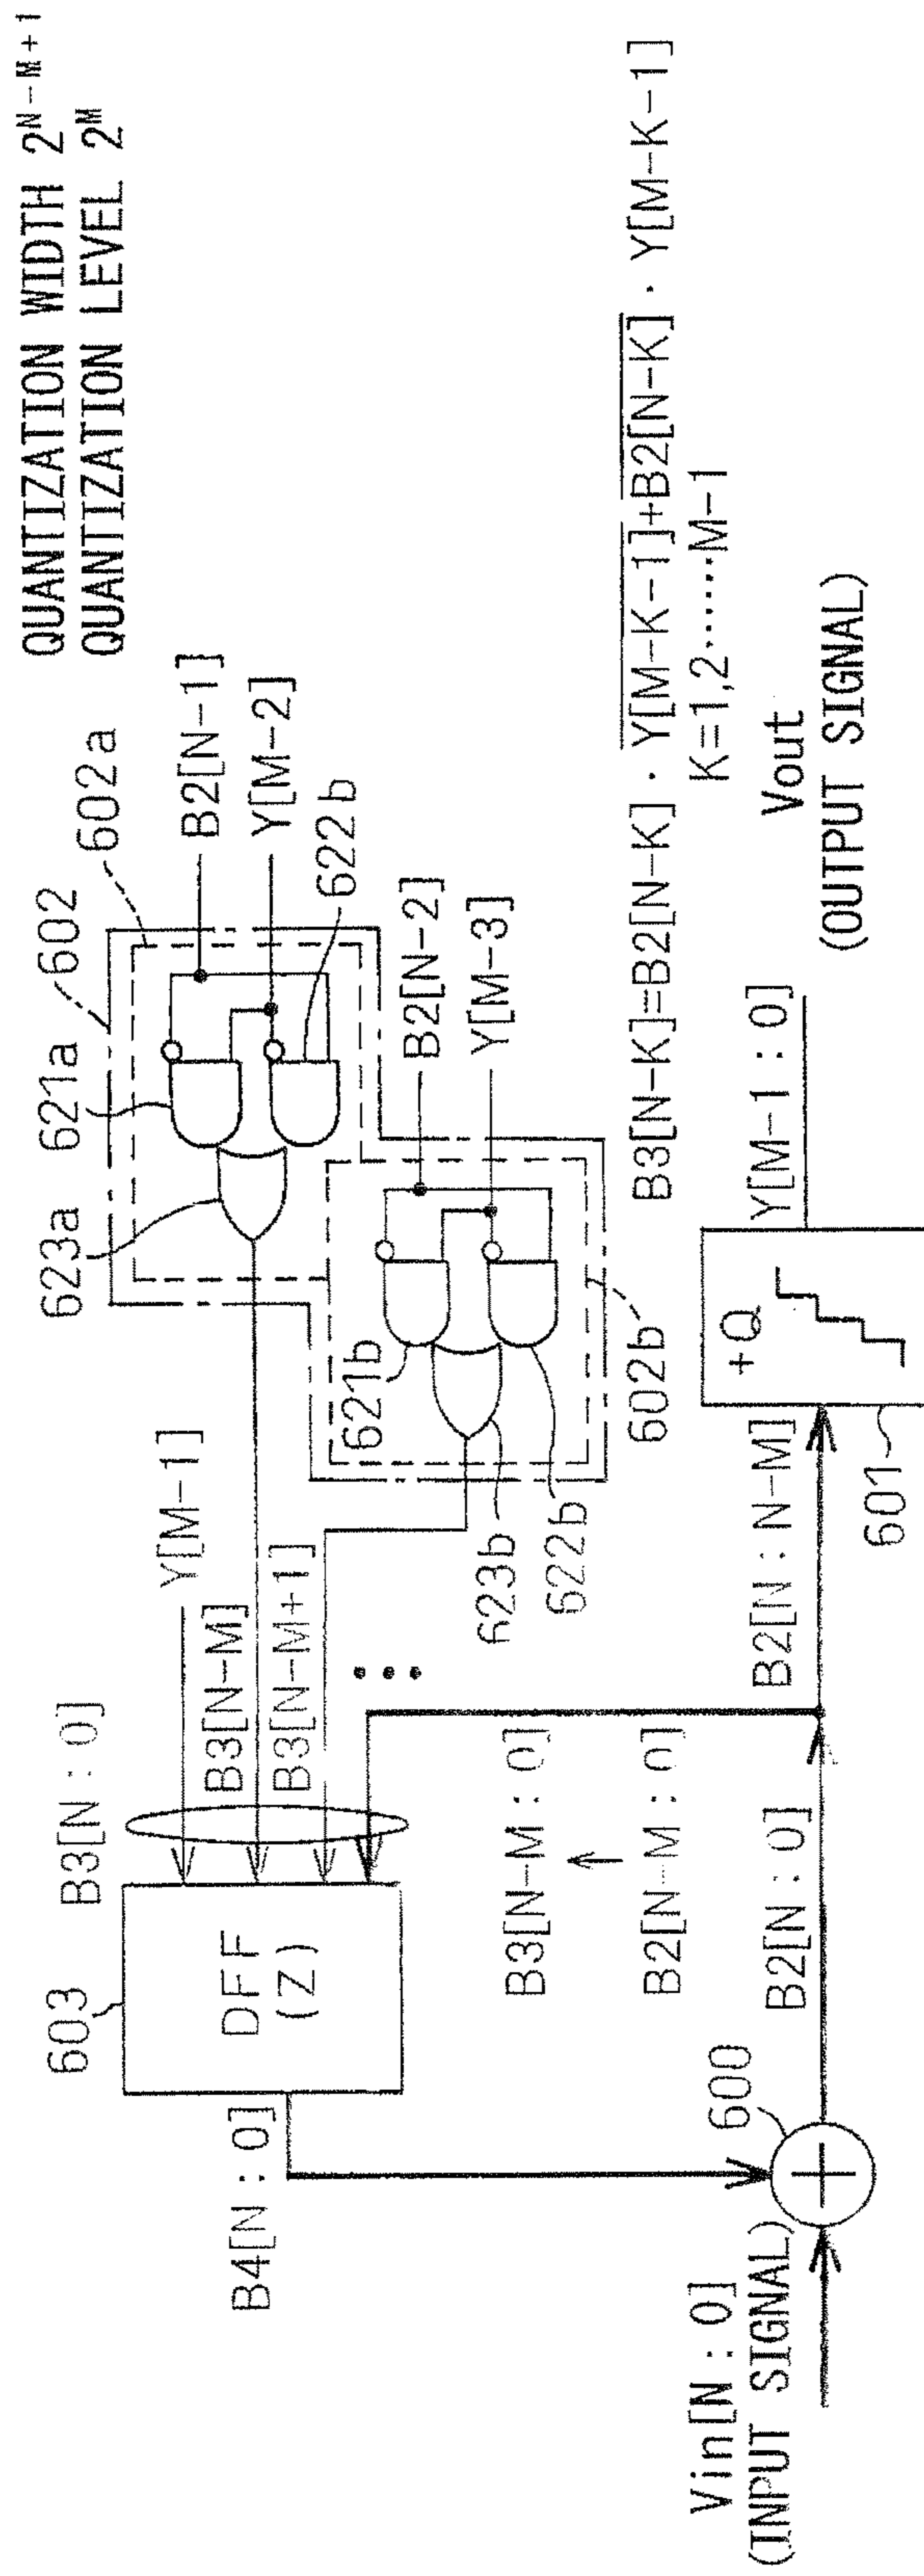 QUANTIZATION WIDTH 2^{N-M+1}
QUANTIZATION LEVEL 2^{M}
603
B3[N : 0]
Y[M-1]
623a
621a
602
602a
DFF
(Z)
B3[N-M]
B3[N-M+1]
B2[N-1]
Y[M-2]
622b
B4[N : 0]
...
621b
B2[N-2]
Y[M-3]
623b
622b
602b
B3[N-M : 0]
↑
B2[N-M : 0]
B3[N-K]=B2[N-K] · \overline{Y[M-K-1]}+\overline{B2[N-K]} · Y[M-K-1]
K=1,2······M-1
Vin[N : 0]
(INPUT SIGNAL)
600
B2[N : 0]
B2[N : N-M]
601
+Q
Y[M-1 : 0]
Vout
(OUTPUT SIGNAL)